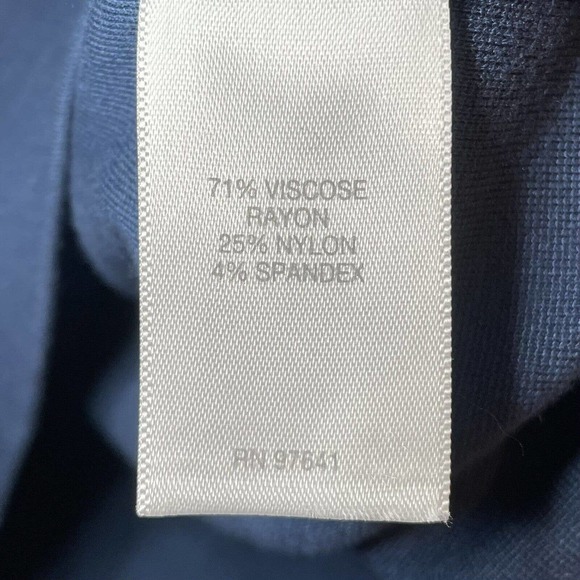 71% VISCOSE
RAYON
25% NYLON
4% SPANDEX
RN 97641